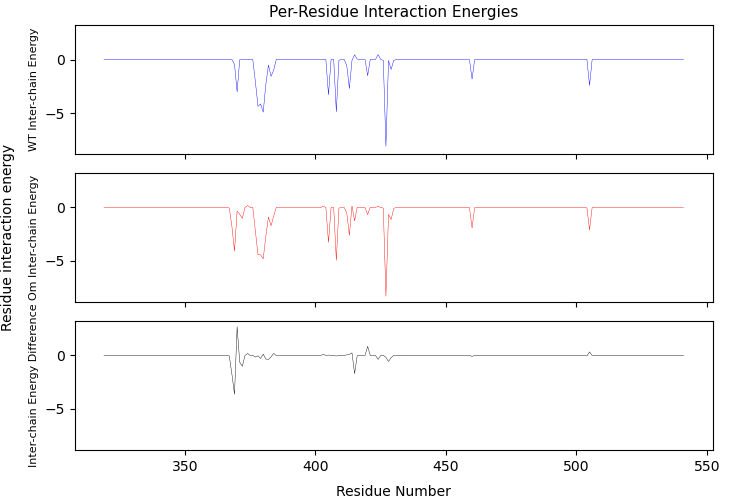 Per-Residue Interaction Energies
Residue interaction energy
WT Inter-chain Energy
0
−5
Om Inter-chain Energy
0
−5
Inter-chain Energy Difference
0
−5
350
400
450
500
550
Residue Number